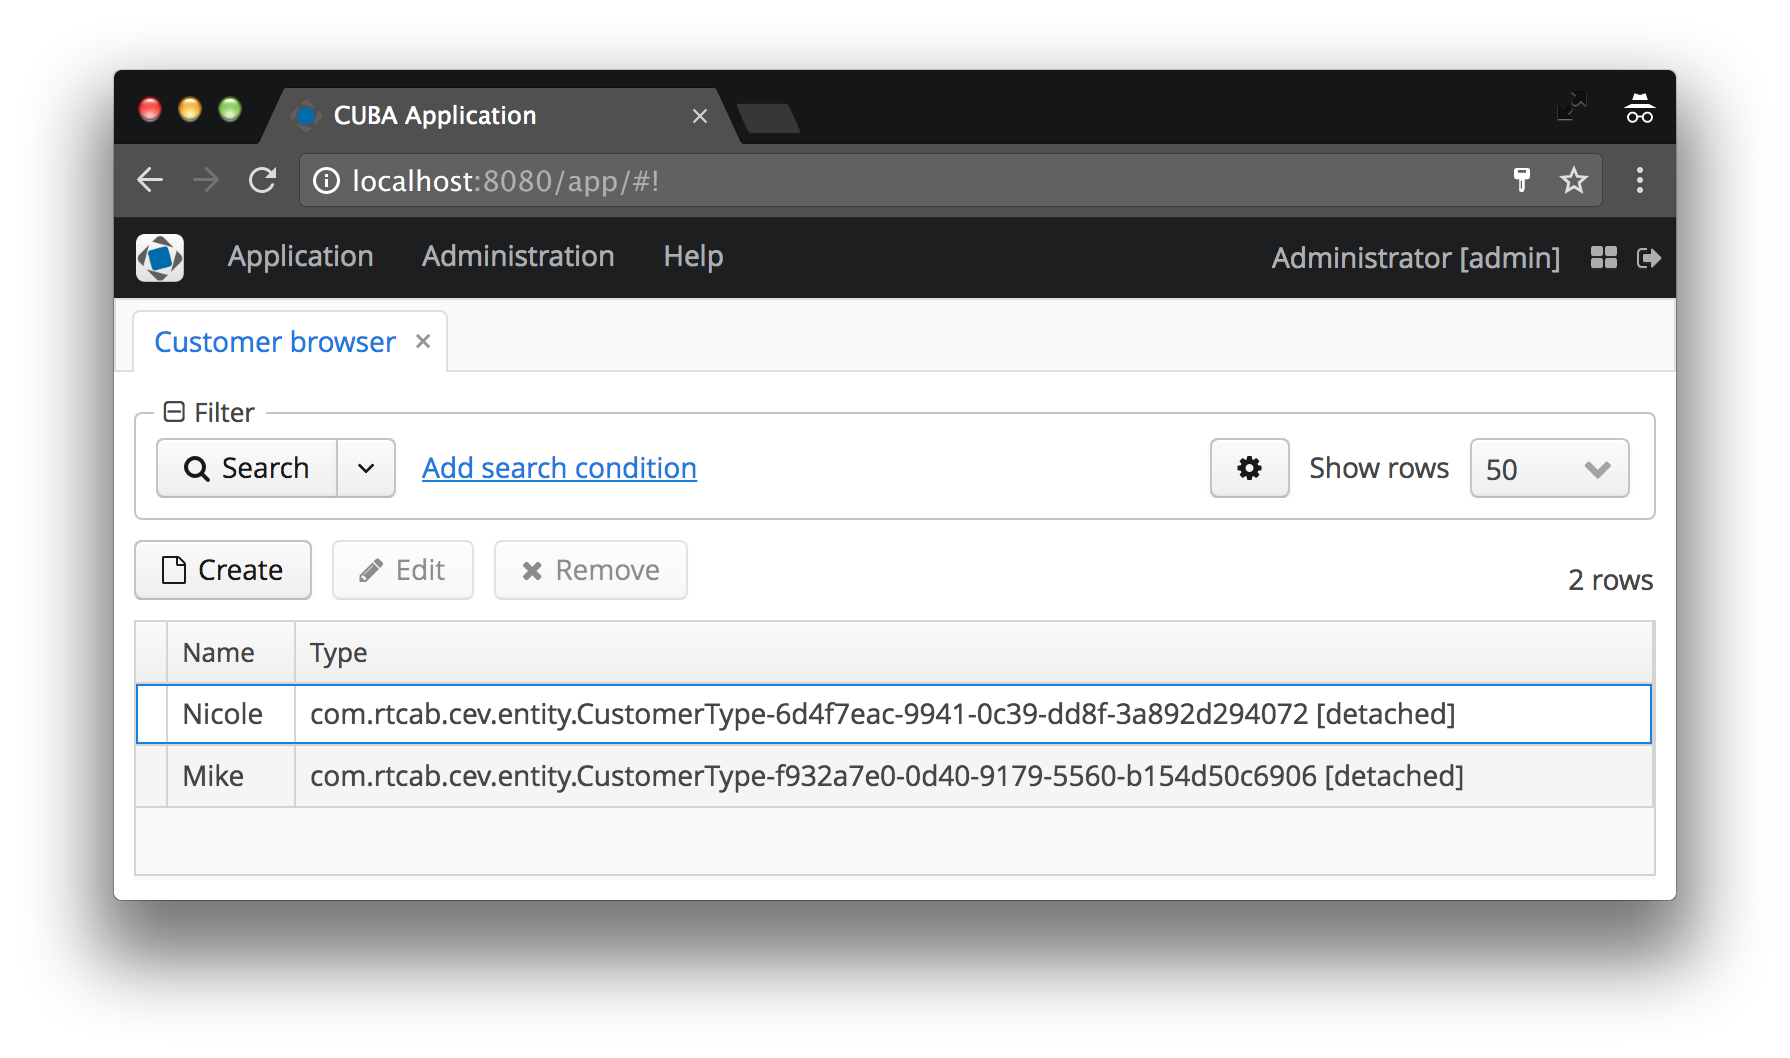 CUBA Application
localhost:8080/app/#!
Application Administration Help Administrator [admin]
Customer browser
Filter
Search Add search condition Show rows 50
Create Edit Remove 2 rows
Name Type
Nicole com.rtcab.cev.entity.CustomerType-6d4f7eac-9941-0c39-dd8f-3a892d294072 [detached]
Mike com.rtcab.cev.entity.CustomerType-f932a7e0-0d40-9179-5560-b154d50c6906 [detached]